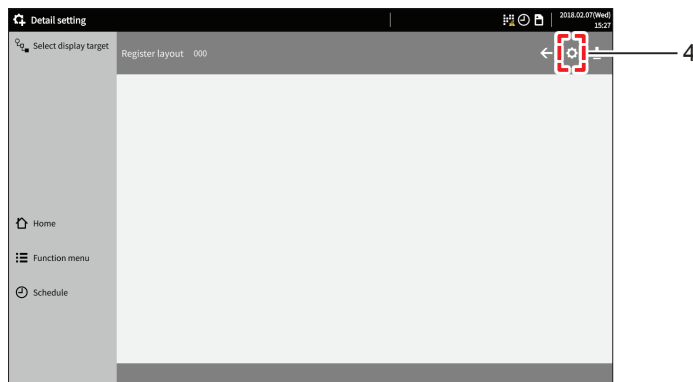 Detail setting
2018.02.07(Wed)
15:27
Select display target
Register layout 000
4
Home
Function menu
Schedule